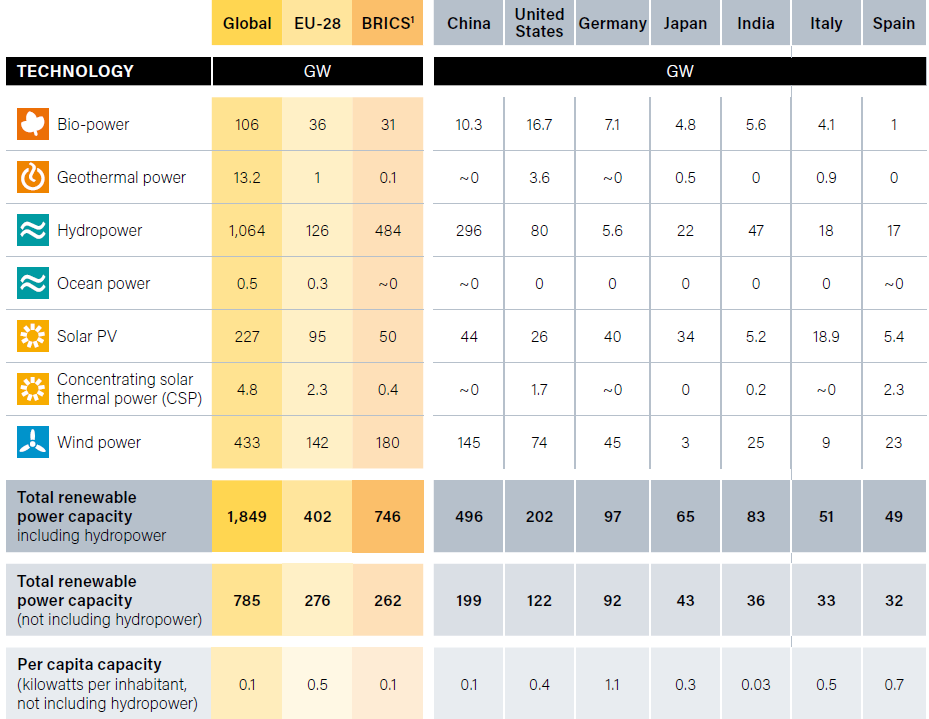 Global EU-28 BRICS¹ China United States Germany Japan India Italy Spain
TECHNOLOGY GW GW
Bio-power 106 36 31 10.3 16.7 7.1 4.8 5.6 4.1 1
Geothermal power 13.2 1 0.1 ~0 3.6 ~0 0.5 0 0.9 0
Hydropower 1,064 126 484 296 80 5.6 22 47 18 17
Ocean power 0.5 0.3 ~0 ~0 0 0 0 0 0 ~0
Solar PV 227 95 50 44 26 40 34 5.2 18.9 5.4
Concentrating solar
thermal power (CSP) 4.8 2.3 0.4 ~0 1.7 ~0 0 0.2 ~0 2.3
Wind power 433 142 180 145 74 45 3 25 9 23
Total renewable
power capacity 1,849 402 746 496 202 97 65 83 51 49
including hydropower
Total renewable
power capacity 785 276 262 199 122 92 43 36 33 32
(not including hydropower)
Per capita capacity
(kilowatts per inhabitant, 0.1 0.5 0.1 0.1 0.4 1.1 0.3 0.03 0.5 0.7
not including hydropower)